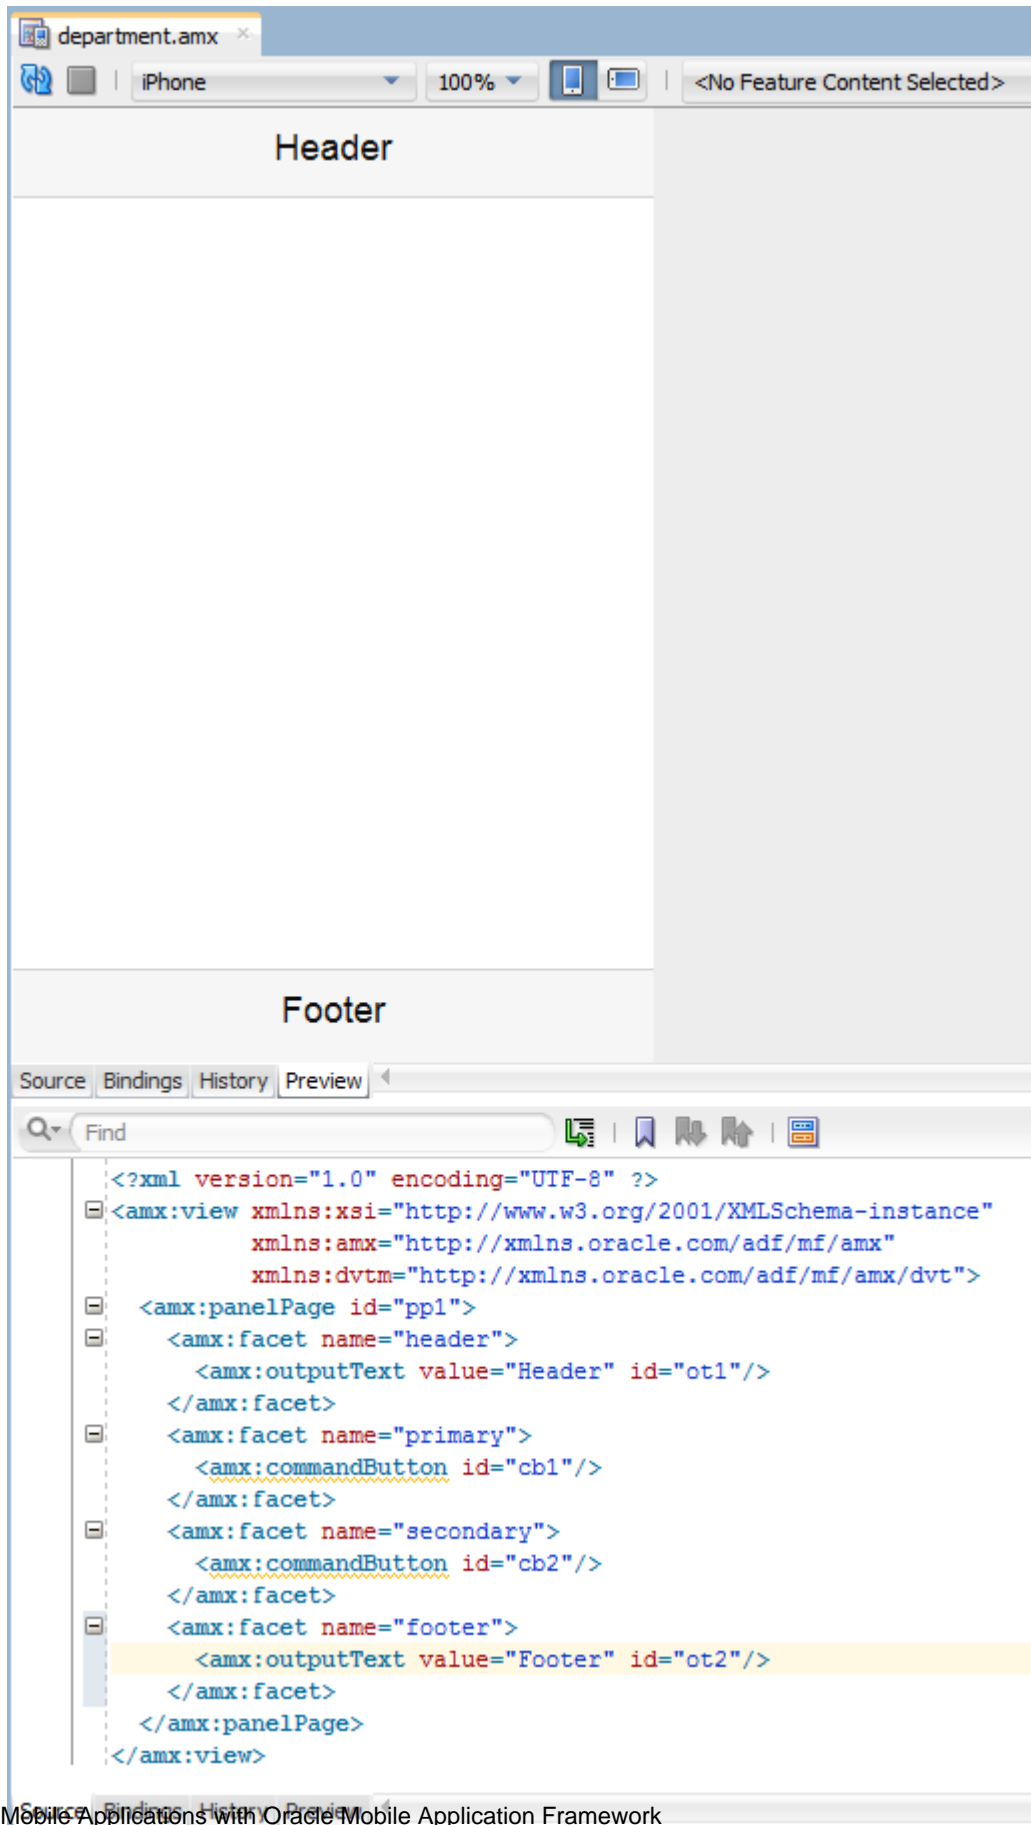 department.amx
iPhone 100% <No Feature Content Selected>
Header
Footer
Source Bindings History Preview
Find
<?xml version="1.0" encoding="UTF-8" ?>
<amx:view xmlns:xsi="http://www.w3.org/2001/XMLSchema-instance"
xmlns:amx="http://xmlns.oracle.com/adf/mf/amx"
xmlns:dvtm="http://xmlns.oracle.com/adf/mf/amx/dvt">
<amx:panelPage id="pp1">
<amx:facet name="header">
<amx:outputText value="Header" id="ot1"/>
</amx:facet>
<amx:facet name="primary">
<amx:commandButton id="cb1"/>
</amx:facet>
<amx:facet name="secondary">
<amx:commandButton id="cb2"/>
</amx:facet>
<amx:facet name="footer">
<amx:outputText value="Footer" id="ot2"/>
</amx:facet>
</amx:panelPage>
</amx:view>
Source Bindings History Preview
Mobile Applications with Oracle Mobile Application Framework